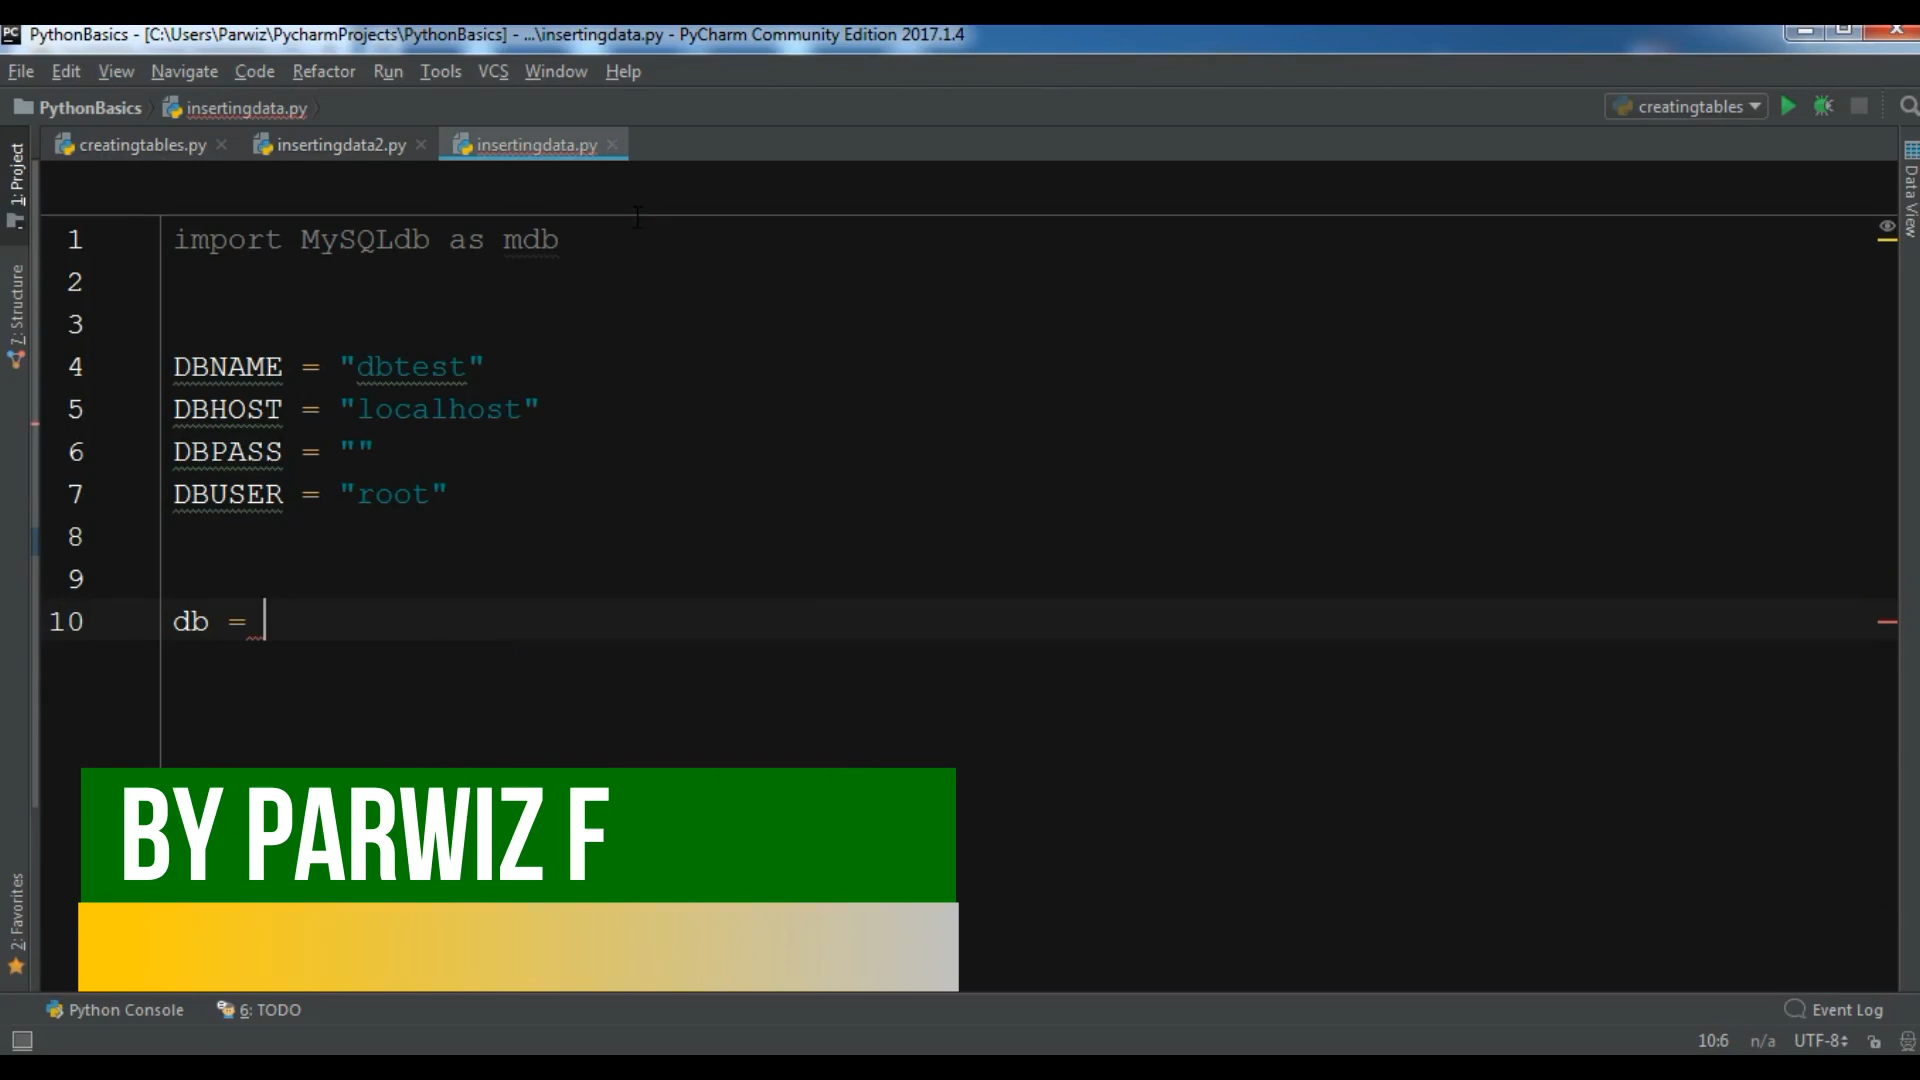 PC PythonBasics - [C:\Users\Parwiz\PycharmProjects\PythonBasics] - ...\insertingdata.py - PyCharm Community Edition 2017.1.4
File Edit View Navigate Code Refactor Run Tools VCS Window Help
PythonBasics insertingdata.py creatingtables
creatingtables.py insertingdata2.py insertingdata.py
1: Project
7: Structure
2: Favorites
Data View
1 import MySQLdb as mdb
2
3
4 DBNAME = "dbtest"
5 DBHOST = "localhost"
6 DBPASS = ""
7 DBUSER = "root"
8
9
10 db =
BY PARWIZ F
Python Console 6: TODO Event Log
10:6 n/a UTF-8